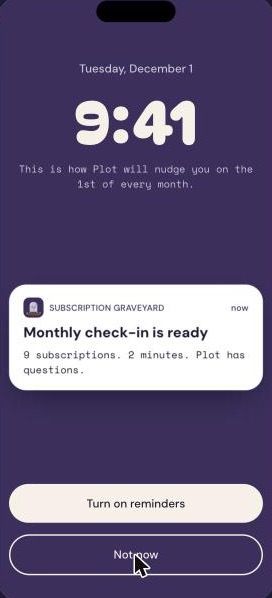 Tuesday, December 1
9:41
This is how Plot will nudge you on the
1st of every month.
SUBSCRIPTION GRAVEYARD now
Monthly check-in is ready
9 subscriptions. 2 minutes. Plot has
questions.
Turn on reminders
Not now